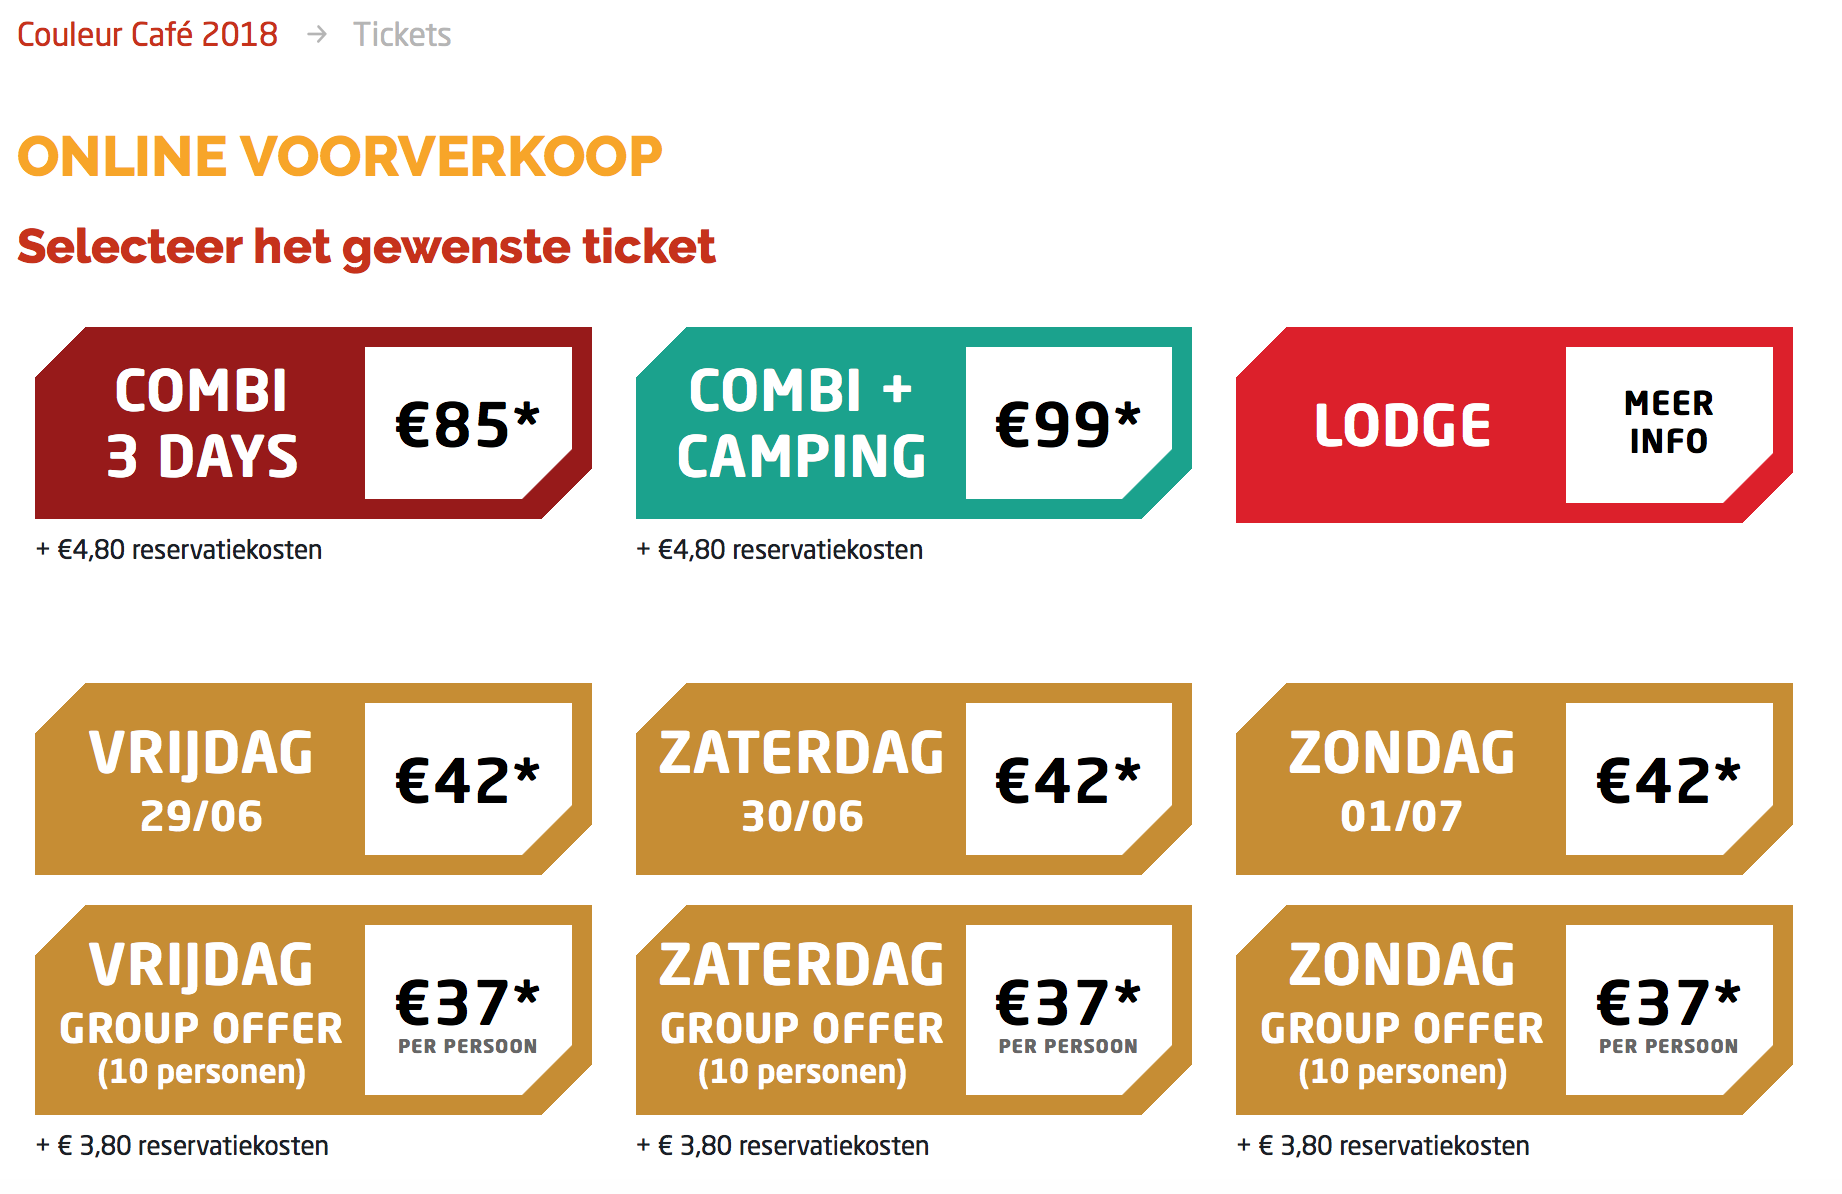 Couleur Café 2018 → Tickets
ONLINE VOORVERKOOP
Selecteer het gewenste ticket
COMBI
3 DAYS
€85*
+ €4,80 reservatiekosten
COMBI +
CAMPING
€99*
+ €4,80 reservatiekosten
LODGE
MEER
INFO
VRIJDAG
29/06
€42*
ZATERDAG
30/06
€42*
ZONDAG
01/07
€42*
VRIJDAG
GROUP OFFER
(10 personen)
€37*
PER PERSOON
+ € 3,80 reservatiekosten
ZATERDAG
GROUP OFFER
(10 personen)
€37*
PER PERSOON
+ € 3,80 reservatiekosten
ZONDAG
GROUP OFFER
(10 personen)
€37*
PER PERSOON
+ € 3,80 reservatiekosten